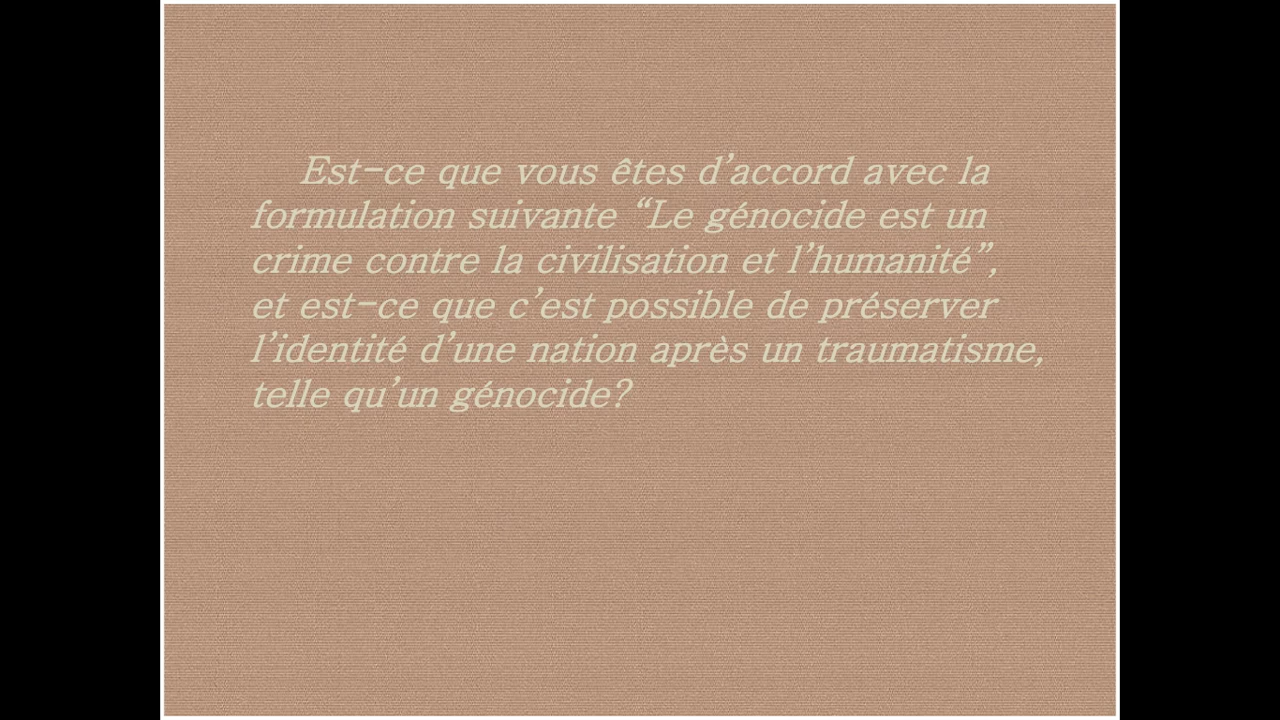 Est-ce que vous êtes d’accord avec la
formulation suivante “Le génocide est un
crime contre la civilisation et l’humanité”,
et est-ce que c’est possible de préserver
l’identité d’une nation après un traumatisme,
telle qu’un génocide?